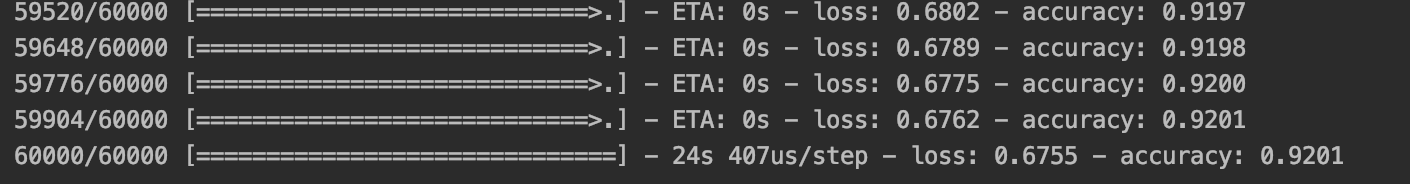 59520/60000 [============================>.] - ETA: 0s - loss: 0.6802 - accuracy: 0.9197
59648/60000 [============================>.] - ETA: 0s - loss: 0.6789 - accuracy: 0.9198
59776/60000 [============================>.] - ETA: 0s - loss: 0.6775 - accuracy: 0.9200
59904/60000 [============================>.] - ETA: 0s - loss: 0.6762 - accuracy: 0.9201
60000/60000 [==============================] - 24s 407us/step - loss: 0.6755 - accuracy: 0.9201